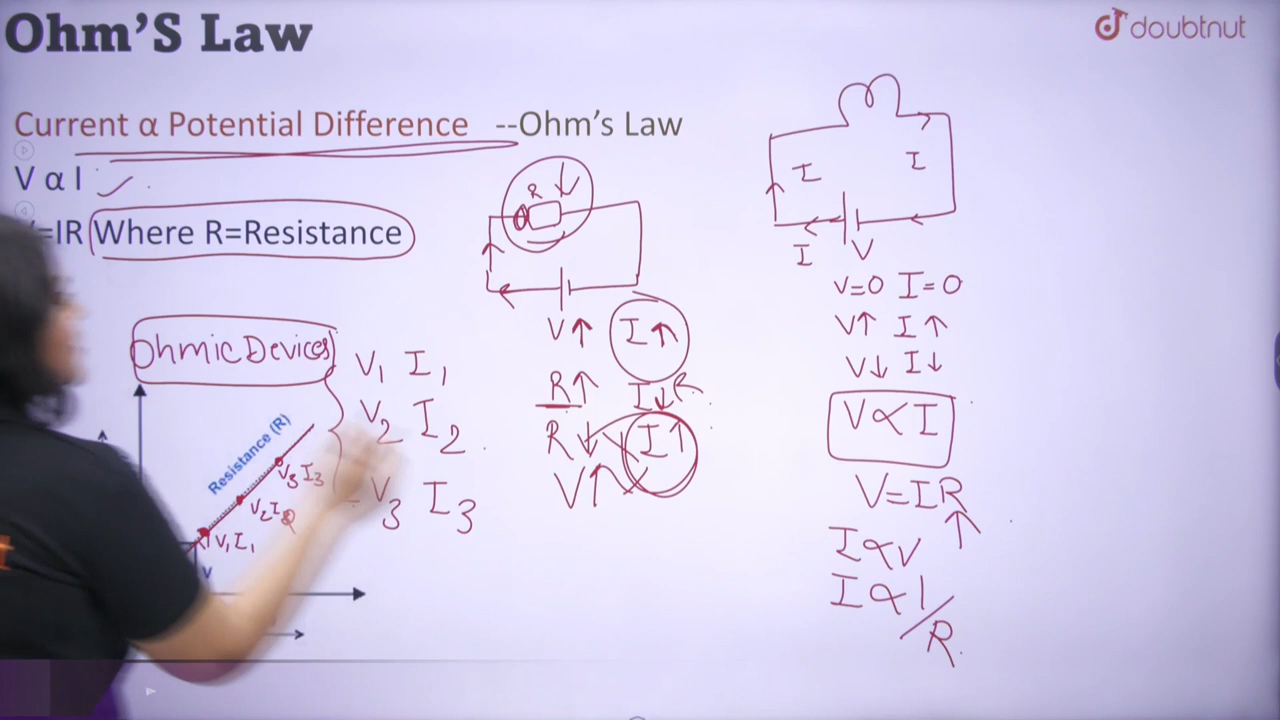 Ohm'S Law
doubtnut
Current α Potential Difference --Ohm's Law
V α I
=IR Where R=Resistance
R
I I
I V
V=0 I=0
V↑ I↑
V↓ I↓
V∝I
V=IR
↑
I∝V
I∝1/R
V↑ I↑
R↑ I↓ R
R↓ I↑
V↑
Ohmic Devices
V1 I1
V2 I2
V3 I3
Resistance (R)
V3 I3
V2 I2
V1 I1
V